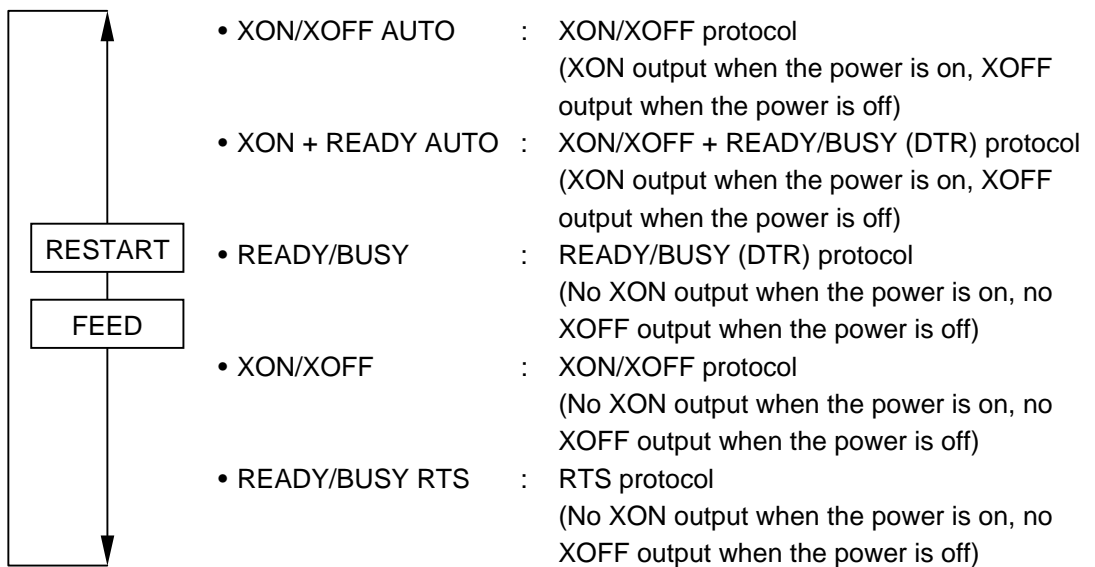 • XON/XOFF AUTO : XON/XOFF protocol
(XON output when the power is on, XOFF
output when the power is off)
• XON + READY AUTO : XON/XOFF + READY/BUSY (DTR) protocol
(XON output when the power is on, XOFF
output when the power is off)
RESTART
• READY/BUSY : READY/BUSY (DTR) protocol
(No XON output when the power is on, no
FEED
XOFF output when the power is off)
• XON/XOFF : XON/XOFF protocol
(No XON output when the power is on, no
XOFF output when the power is off)
• READY/BUSY RTS : RTS protocol
(No XON output when the power is on, no
XOFF output when the power is off)